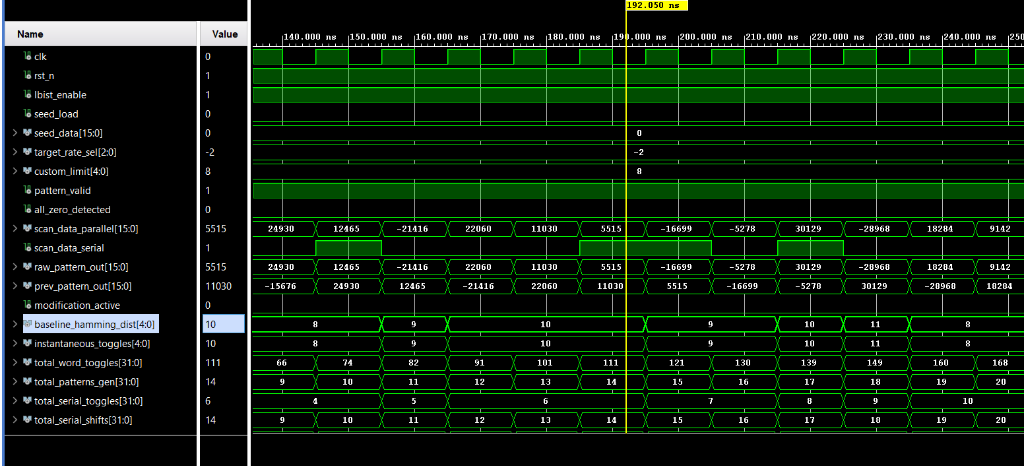 192.050 ns
Name Value 140.000 ns 150.000 ns 160.000 ns 170.000 ns 180.000 ns 190.000 ns 200.000 ns 210.000 ns 220.000 ns 230.000 ns 240.000 ns 250
clk 0
rst_n 1
lbist_enable 1
seed_load 0
seed_data[15:0] 0 0
target_rate_sel[2:0] -2 -2
custom_limit[4:0] 8 8
pattern_valid 1
all_zero_detected 0
scan_data_parallel[15:0] 5515 24930 12465 -21416 22060 11030 5515 -16699 -5278 30129 -28968 18284 9142
scan_data_serial 1
raw_pattern_out[15:0] 5515 24930 12465 -21416 22060 11030 5515 -16699 -5278 30129 -28968 18284 9142
prev_pattern_out[15:0] 11030 -15676 24930 12465 -21416 22060 11030 5515 -16699 -5278 30129 -28968 18284
modification_active 0
baseline_hamming_dist[4:0] 10 8 9 10 9 10 11 8
instantaneous_toggles[4:0] 10 8 9 10 9 10 11 8
total_word_toggles[31:0] 111 66 74 82 91 101 111 121 130 139 149 160 168
total_patterns_gen[31:0] 14 9 10 11 12 13 14 15 16 17 18 19 20
total_serial_toggles[31:0] 6 4 5 6 7 8 9 10
total_serial_shifts[31:0] 14 9 10 11 12 13 14 15 16 17 18 19 20